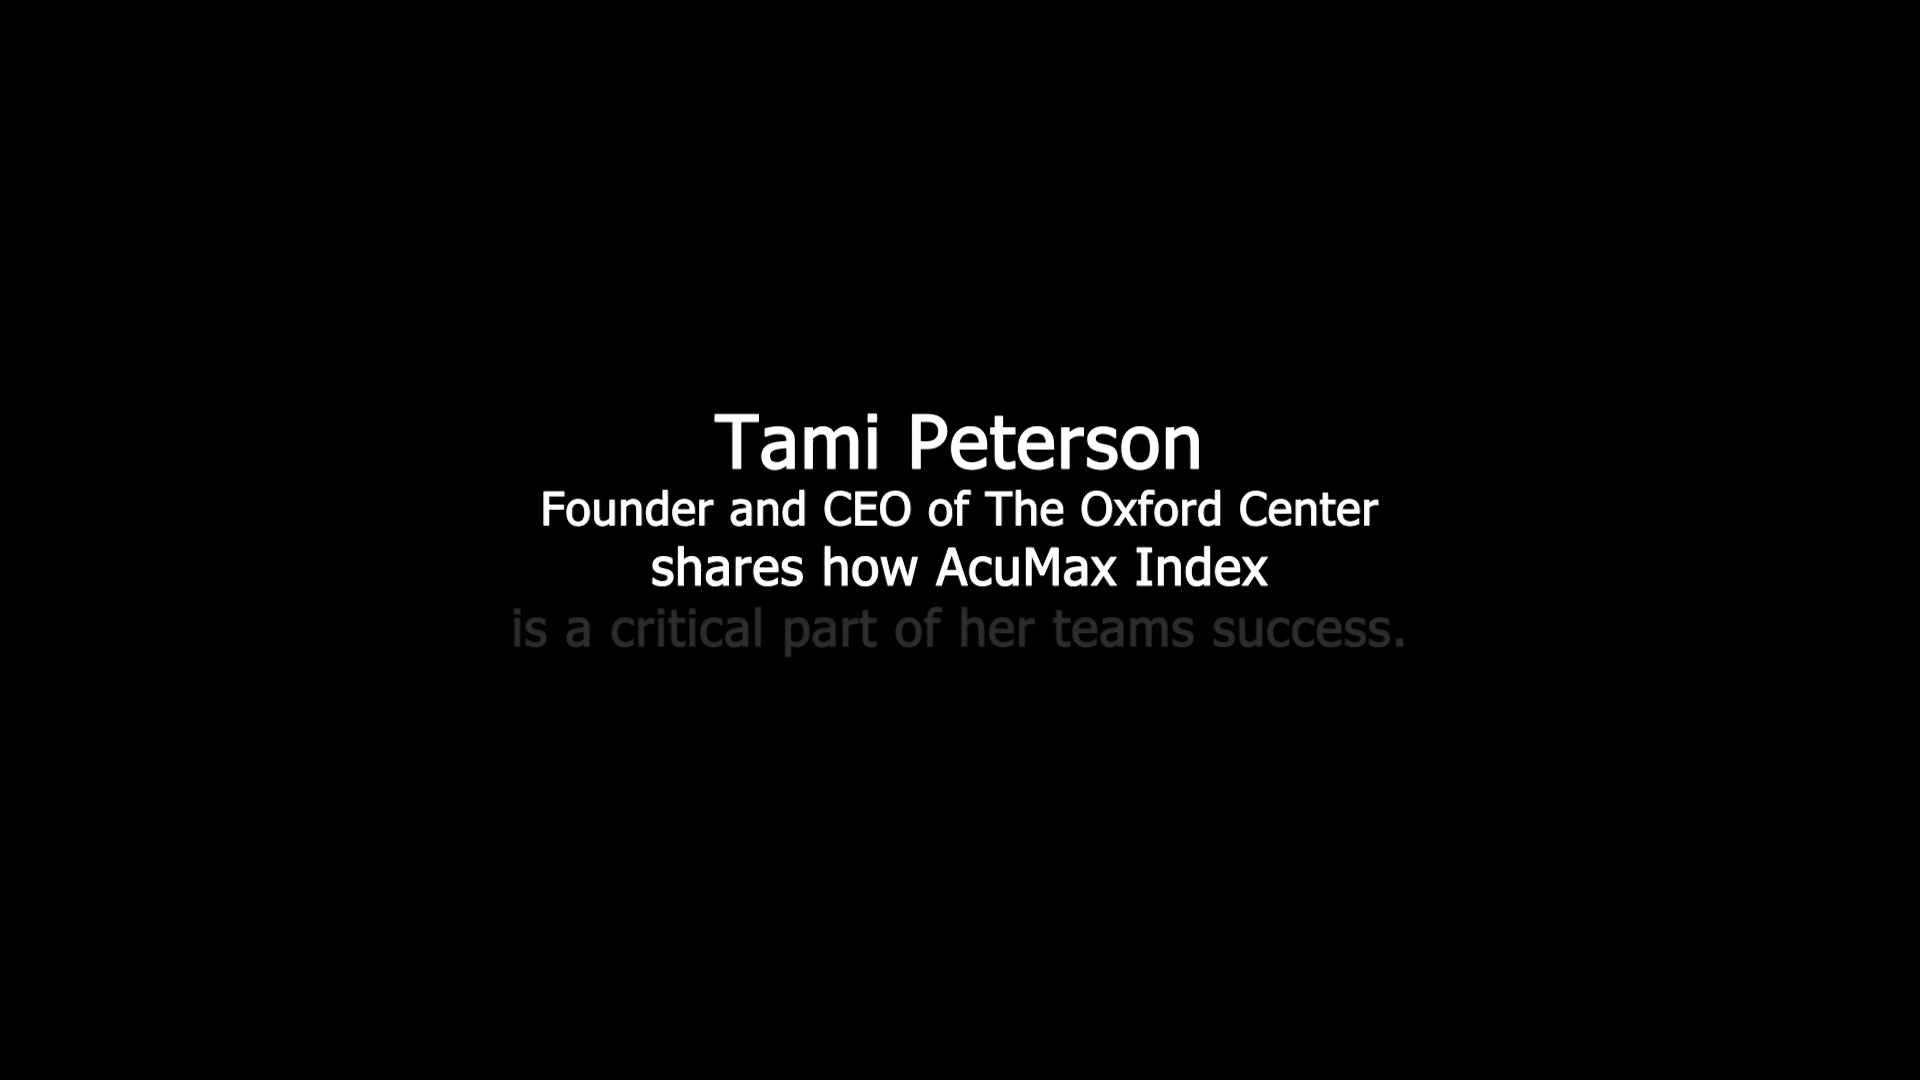 Tami Peterson
Founder and CEO of The Oxford Center
shares how AcuMax Index
is a critical part of her teams success.